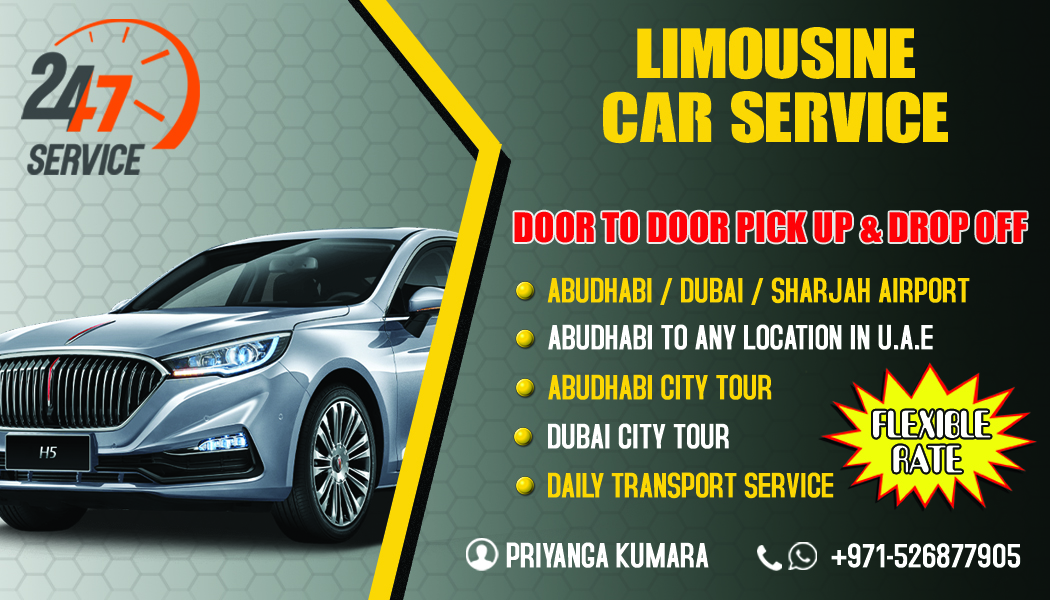 24/7
SERVICE
LIMOUSINE
CAR SERVICE
DOOR TO DOOR PICK UP & DROP OFF
ABUDHABI / DUBAI / SHARJAH AIRPORT
ABUDHABI TO ANY LOCATION IN U.A.E
ABUDHABI CITY TOUR
DUBAI CITY TOUR
DAILY TRANSPORT SERVICE
FLEXIBLE
RATE
H5
PRIYANGA KUMARA
+971-526877905